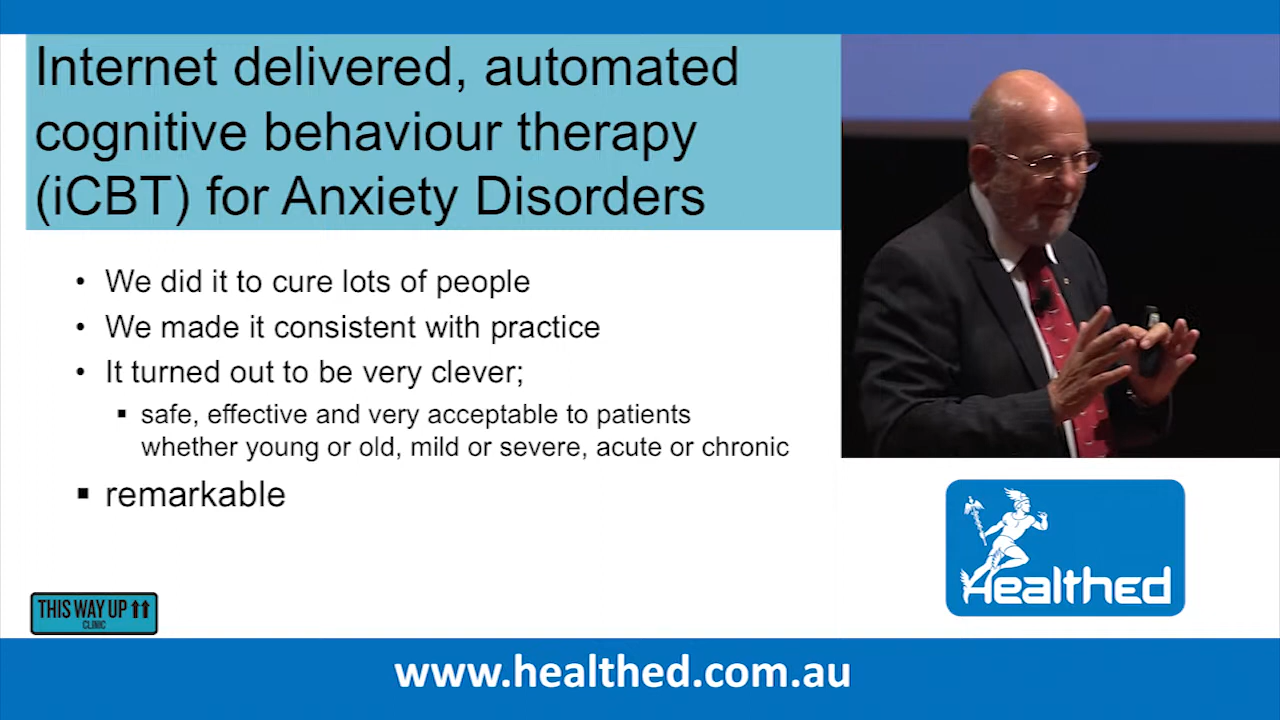 Internet delivered, automated
cognitive behaviour therapy
(iCBT) for Anxiety Disorders
• We did it to cure lots of people
• We made it consistent with practice
• It turned out to be very clever;
▪ safe, effective and very acceptable to patients
whether young or old, mild or severe, acute or chronic
▪ remarkable
THIS WAY UP
CLINIC
Healthed
www.healthed.com.au